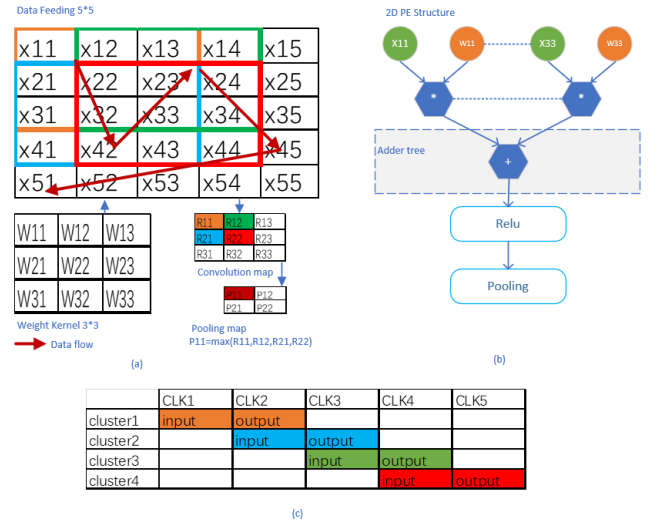 Data Feeding 5*5
x11 x12 x13 x14 x15
x21 x22 x23 x24 x25
x31 x32 x33 x34 x35
x41 x42 x43 x44 x45
x51 x52 x53 x54 x55
W11 W12 W13
W21 W22 W23
W31 W32 W33
Weight Kernel 3*3
Data flow
R11 R12 R13
R21 R22 R23
R31 R32 R33
Convolution map
P11 P12
P21 P22
Pooling map
P11=max(R11,R12,R21,R22)
(a)
2D PE Structure
X11 W11 X33 W33
* *
Adder tree
+
Relu
Pooling
(b)
CLK1 CLK2 CLK3 CLK4 CLK5
cluster1 input output
cluster2 input output
cluster3 input output
cluster4 input output
(c)